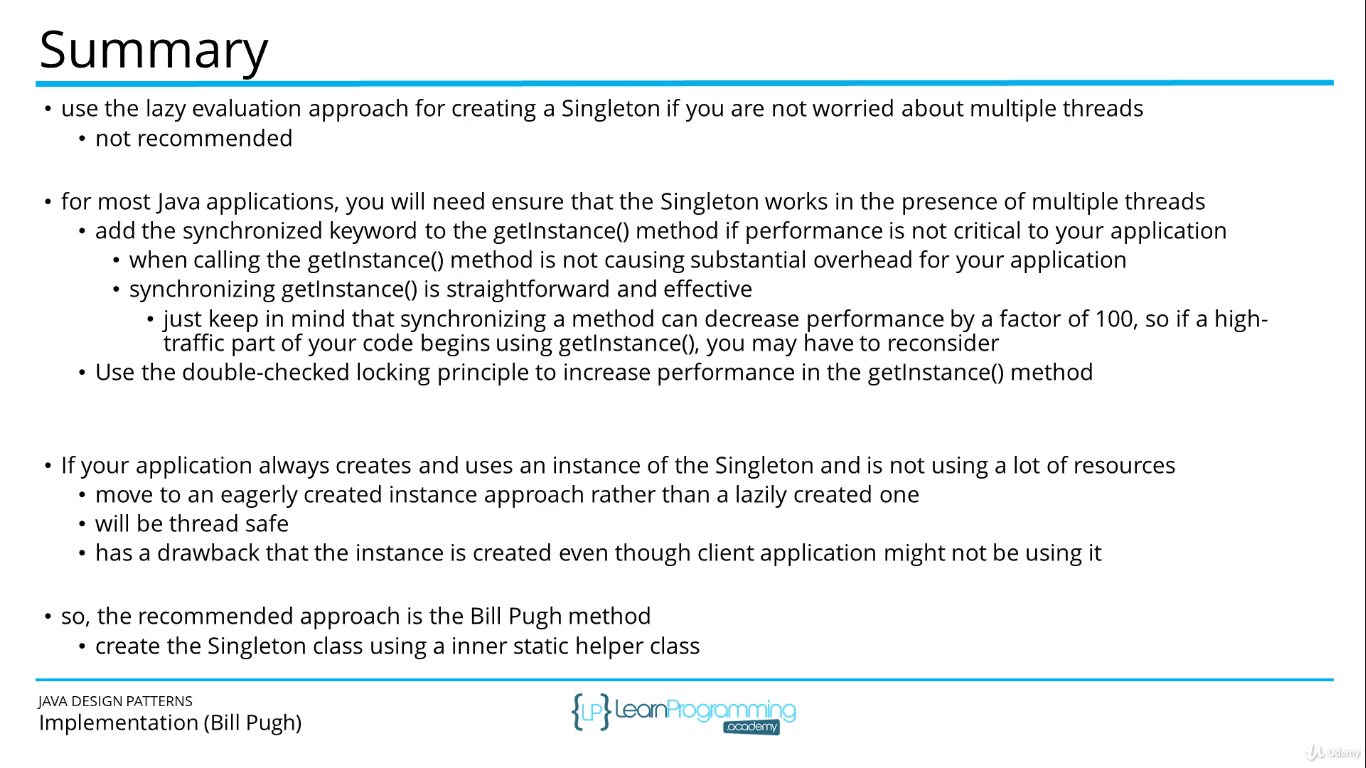 Summary
• use the lazy evaluation approach for creating a Singleton if you are not worried about multiple threads
• not recommended
• for most Java applications, you will need ensure that the Singleton works in the presence of multiple threads
• add the synchronized keyword to the getInstance() method if performance is not critical to your application
• when calling the getInstance() method is not causing substantial overhead for your application
• synchronizing getInstance() is straightforward and effective
• just keep in mind that synchronizing a method can decrease performance by a factor of 100, so if a high-
traffic part of your code begins using getInstance(), you may have to reconsider
• Use the double-checked locking principle to increase performance in the getInstance() method
• If your application always creates and uses an instance of the Singleton and is not using a lot of resources
• move to an eagerly created instance approach rather than a lazily created one
• will be thread safe
• has a drawback that the instance is created even though client application might not be using it
• so, the recommended approach is the Bill Pugh method
• create the Singleton class using a inner static helper class
JAVA DESIGN PATTERNS
Implementation (Bill Pugh)
{LP} LearnProgramming
.academy
Udemy